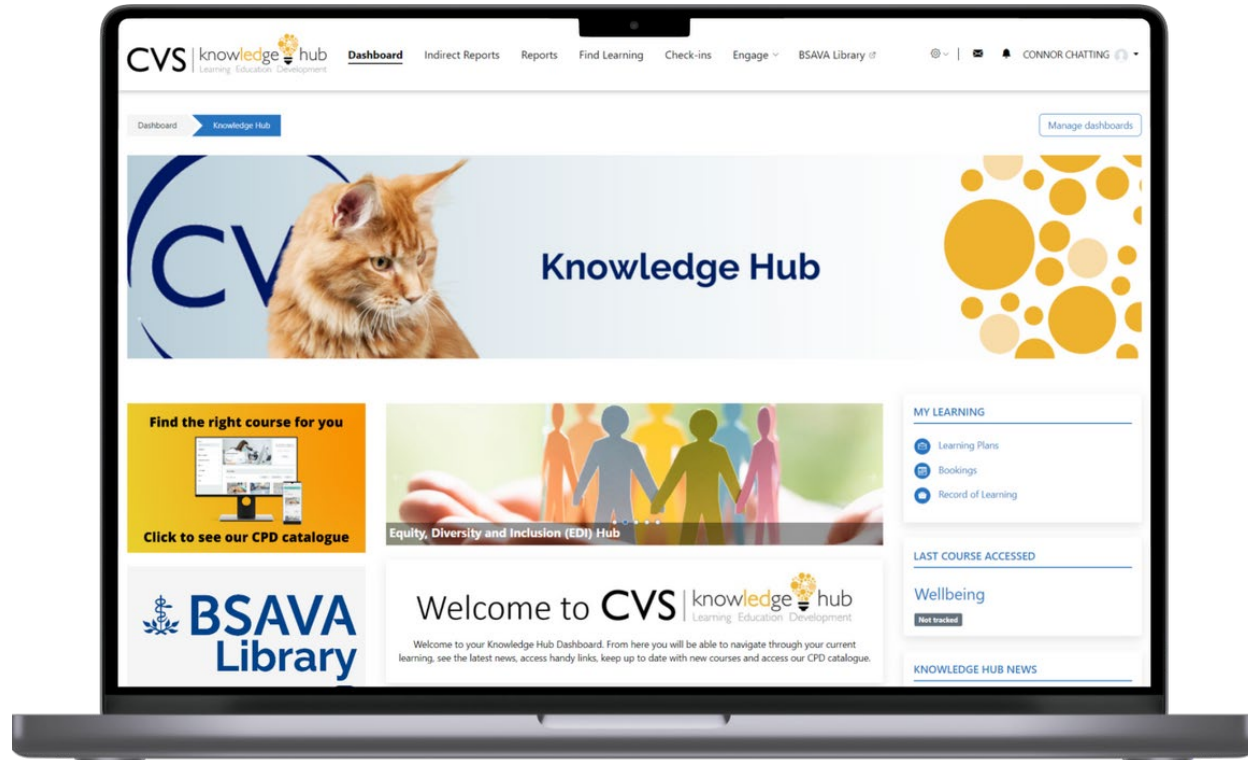 CVS knowledge hub
Learning Education Development
Dashboard
Indirect Reports
Reports
Find Learning
Check-ins
Engage
BSAVA Library
CONNOR CHATTING
Dashboard
Knowledge Hub
Manage dashboards
CV
Knowledge Hub
Find the right course for you
Click to see our CPD catalogue
BSAVA
Library
Equity, Diversity and Inclusion (EDI) Hub
Welcome to CVS knowledge hub
Learning Education Development
Welcome to your Knowledge Hub Dashboard. From here you will be able to navigate through your current
learning, see the latest news, access handy links, keep up to date with new courses and access our CPD catalogue.
MY LEARNING
Learning Plans
Bookings
Record of Learning
LAST COURSE ACCESSED
Wellbeing
Not tracked
KNOWLEDGE HUB NEWS